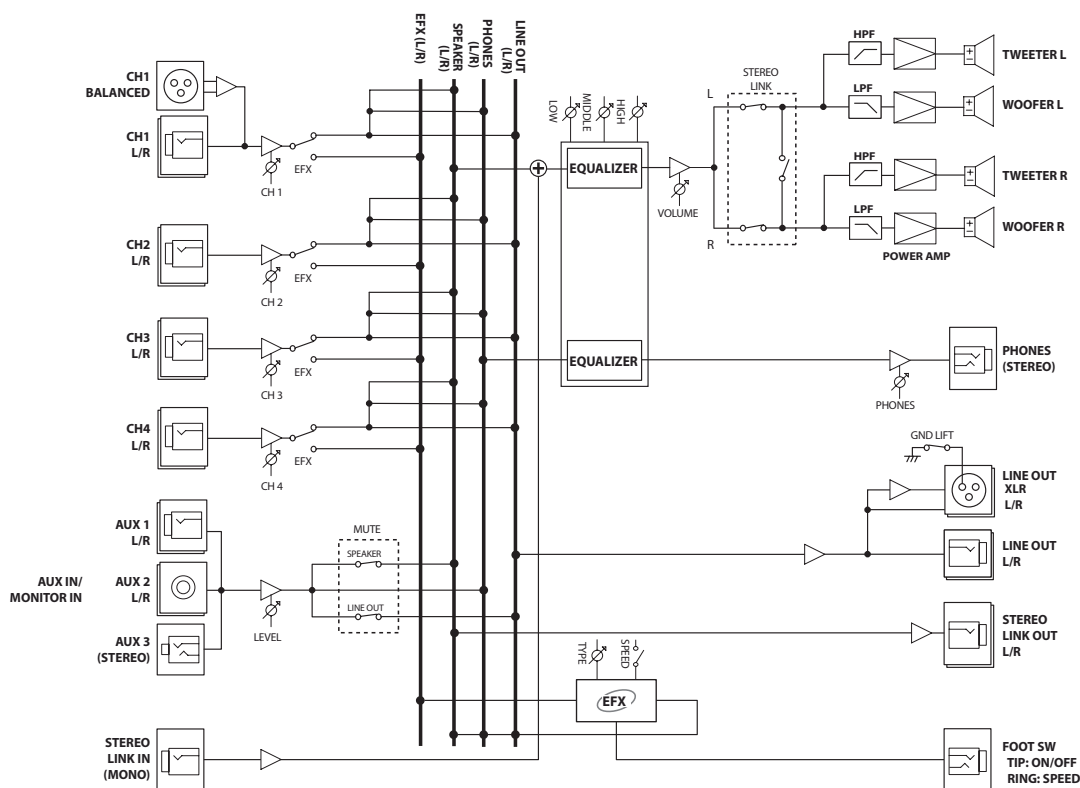 EFX (L/R)
SPEAKER
(L/R)
PHONES
(L/R)
LINE OUT
(L/R)
CH1
BALANCED
CH1
L/R
CH 1
EFX
CH2
L/R
CH 2
EFX
CH3
L/R
CH 3
EFX
CH4
L/R
CH 4
EFX
AUX IN/
MONITOR IN
AUX 1
L/R
AUX 2
L/R
AUX 3
(STEREO)
LEVEL
MUTE
SPEAKER
LINE OUT
STEREO
LINK IN
(MONO)
LOW
MIDDLE
HIGH
EQUALIZER
EQUALIZER
VOLUME
L
R
STEREO
LINK
HPF
LPF
HPF
LPF
POWER AMP
TWEETER L
WOOFER L
TWEETER R
WOOFER R
PHONES
PHONES
(STEREO)
GND LIFT
LINE OUT
XLR
L/R
LINE OUT
L/R
STEREO
LINK OUT
L/R
TYPE
SPEED
EFX
FOOT SW
TIP: ON/OFF
RING: SPEED